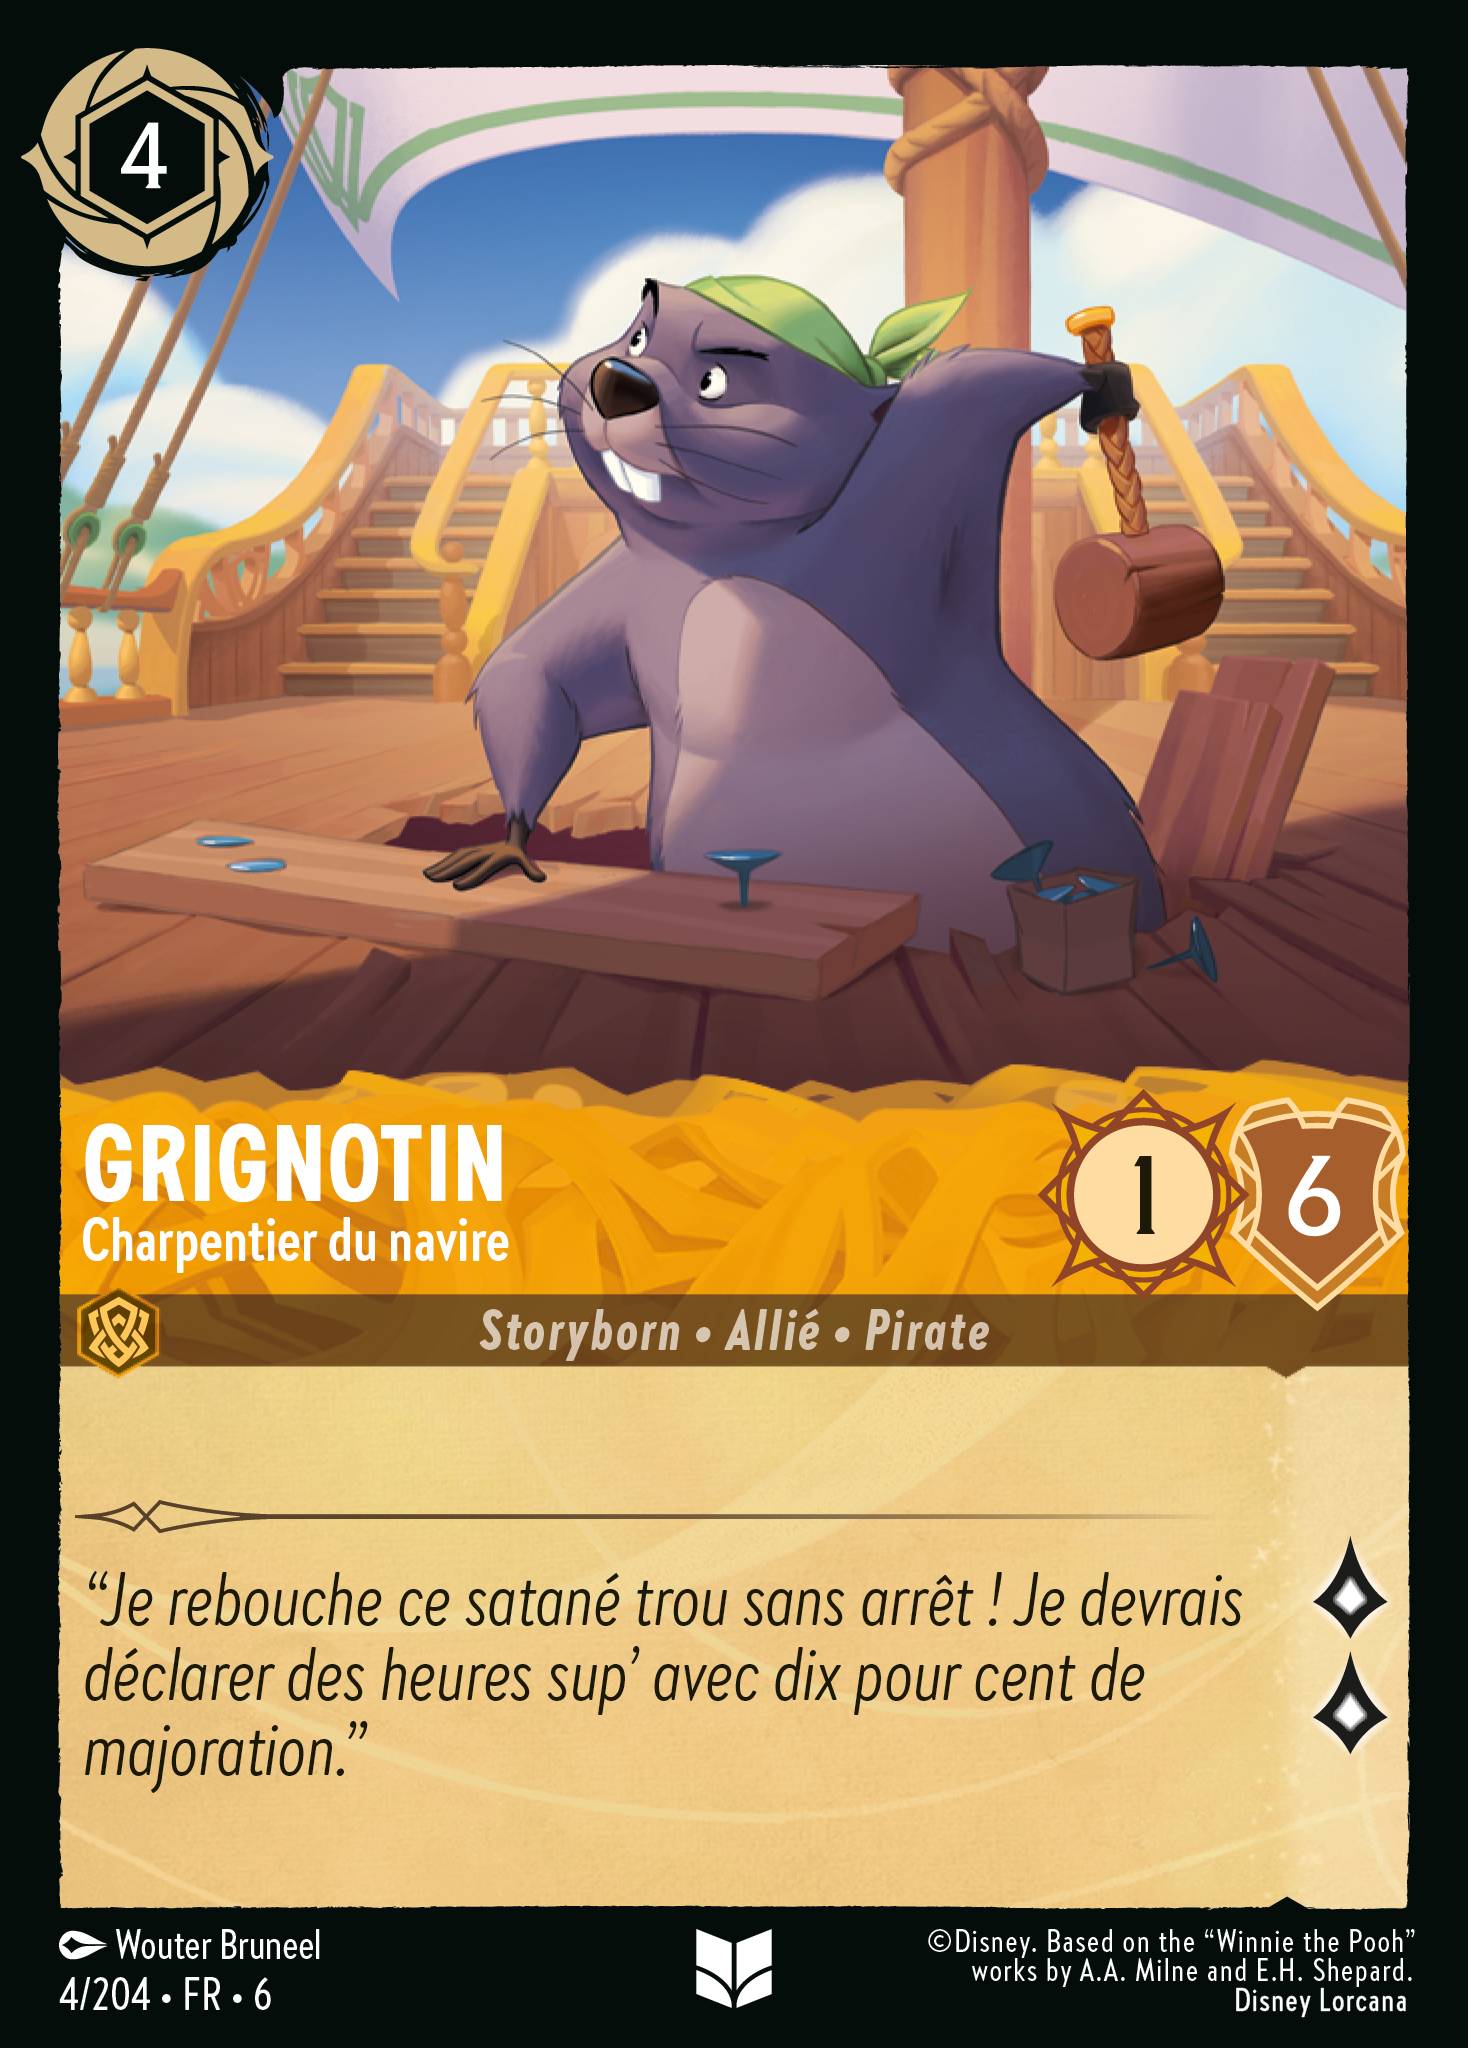 4
GRIGNOTIN
Charpentier du navire
1
6
Storyborn • Allié • Pirate
“Je rebouche ce satané trou sans arrêt ! Je devrais
déclarer des heures sup’ avec dix pour cent de
majoration.”
Wouter Bruneel
4/204 • FR • 6
©Disney. Based on the “Winnie the Pooh”
works by A.A. Milne and E.H. Shepard.
Disney Lorcana